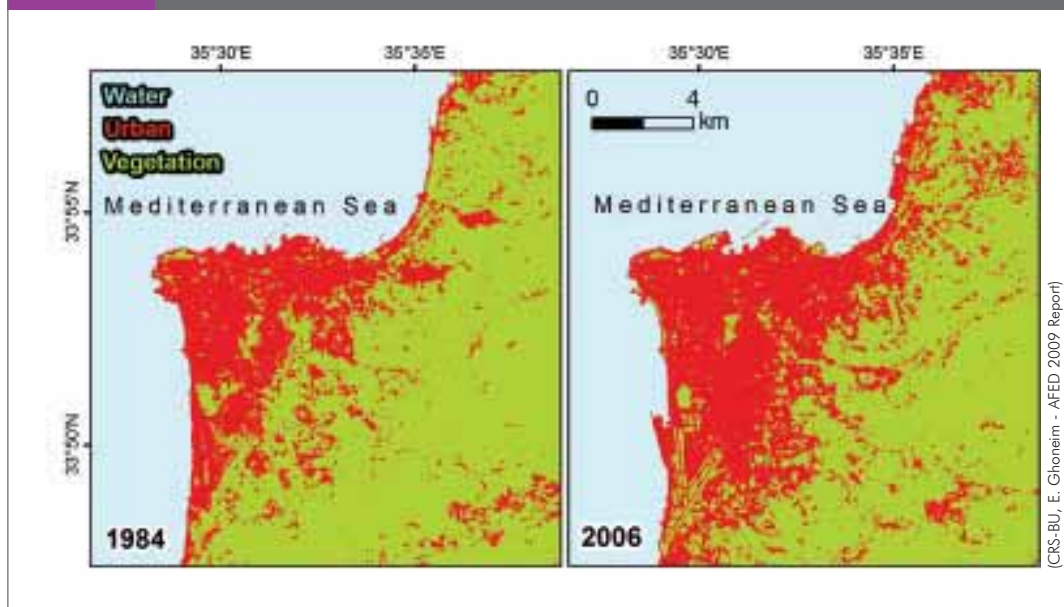 35°30'E
35°35'E
35°30'E
35°35'E
Water
Urban
Vegetation
0 4
km
33°55'N
Mediterranean Sea
Mediterranean Sea
33°50'N
1984
2006
(CRS-BU, E. Ghoneim - AFED 2009 Report)